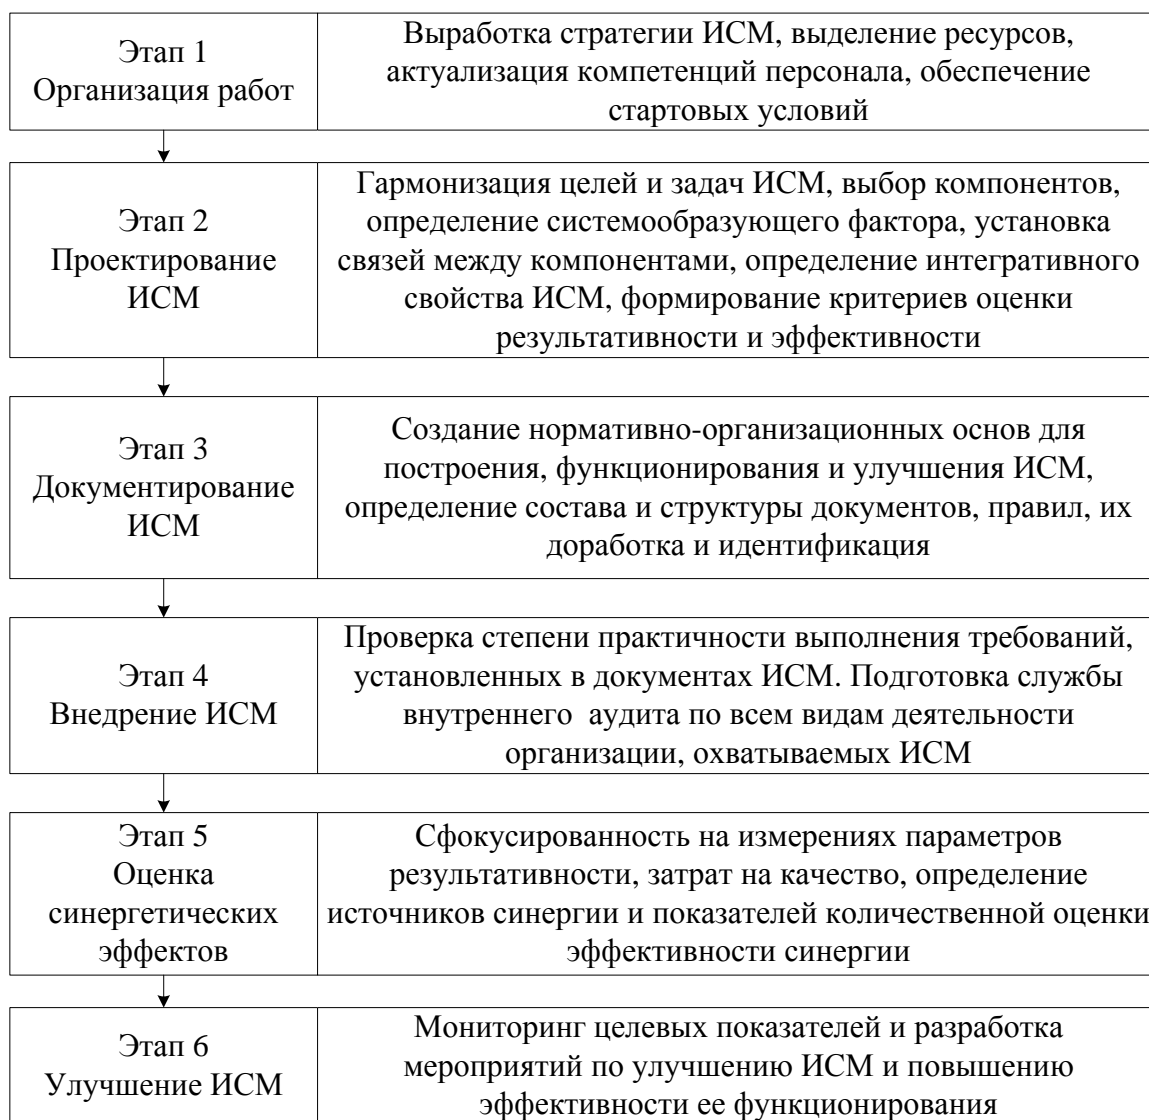 Этап 1
Организация работ
Выработка стратегии ИСМ, выделение ресурсов,
актуализация компетенций персонала, обеспечение
стартовых условий
Этап 2
Проектирование
ИСМ
Гармонизация целей и задач ИСМ, выбор компонентов,
определение системообразующего фактора, установка
связей между компонентами, определение интегративного
свойства ИСМ, формирование критериев оценки
результативности и эффективности
Этап 3
Документирование
ИСМ
Создание нормативно-организационных основ для
построения, функционирования и улучшения ИСМ,
определение состава и структуры документов, правил, их
доработка и идентификация
Этап 4
Внедрение ИСМ
Проверка степени практичности выполнения требований,
установленных в документах ИСМ. Подготовка службы
внутреннего аудита по всем видам деятельности
организации, охватываемых ИСМ
Этап 5
Оценка
синергетических
эффектов
Сфокусированность на измерениях параметров
результативности, затрат на качество, определение
источников синергии и показателей количественной оценки
эффективности синергии
Этап 6
Улучшение ИСМ
Мониторинг целевых показателей и разработка
мероприятий по улучшению ИСМ и повышению
эффективности ее функционирования